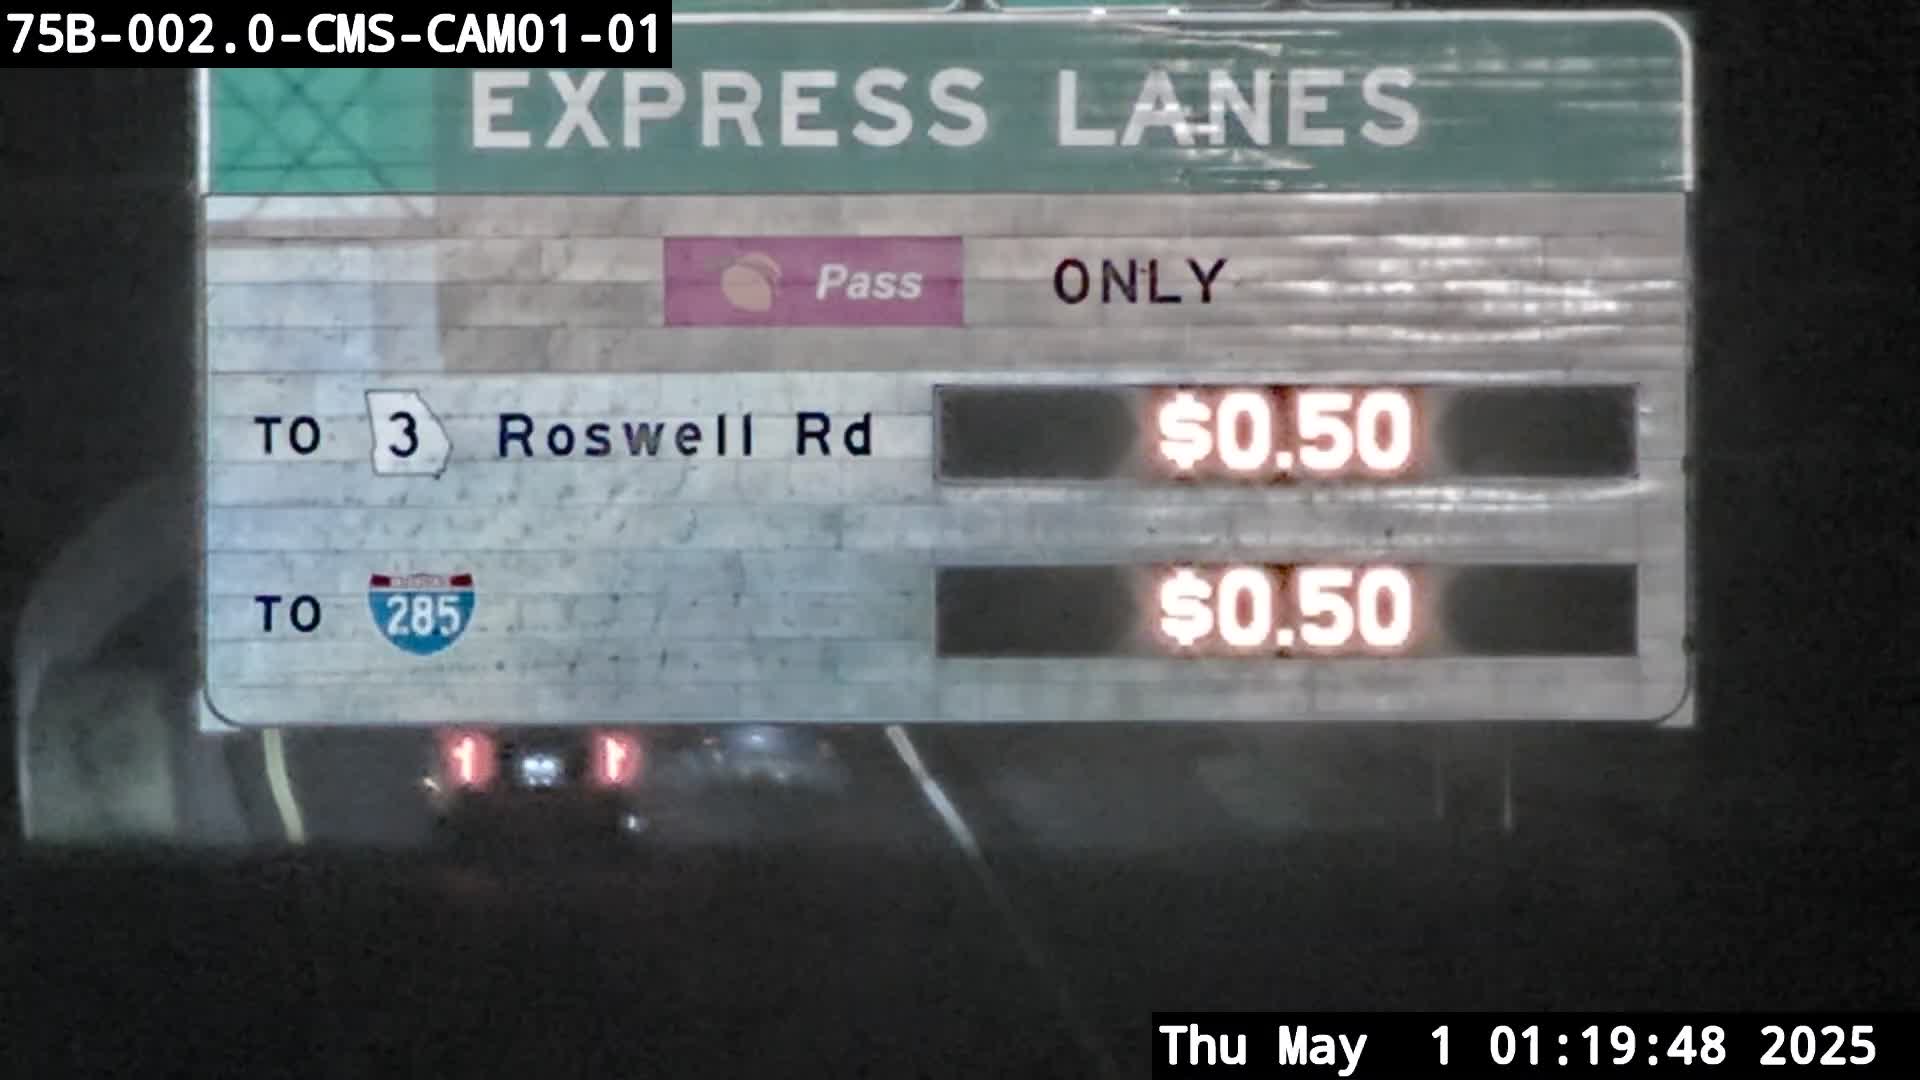 75B-002.0-CMS-CAM01-01
EXPRESS LANES
Pass ONLY
TO 3 Roswell Rd $0.50
TO 285 $0.50
Thu May 1 01:19:48 2025